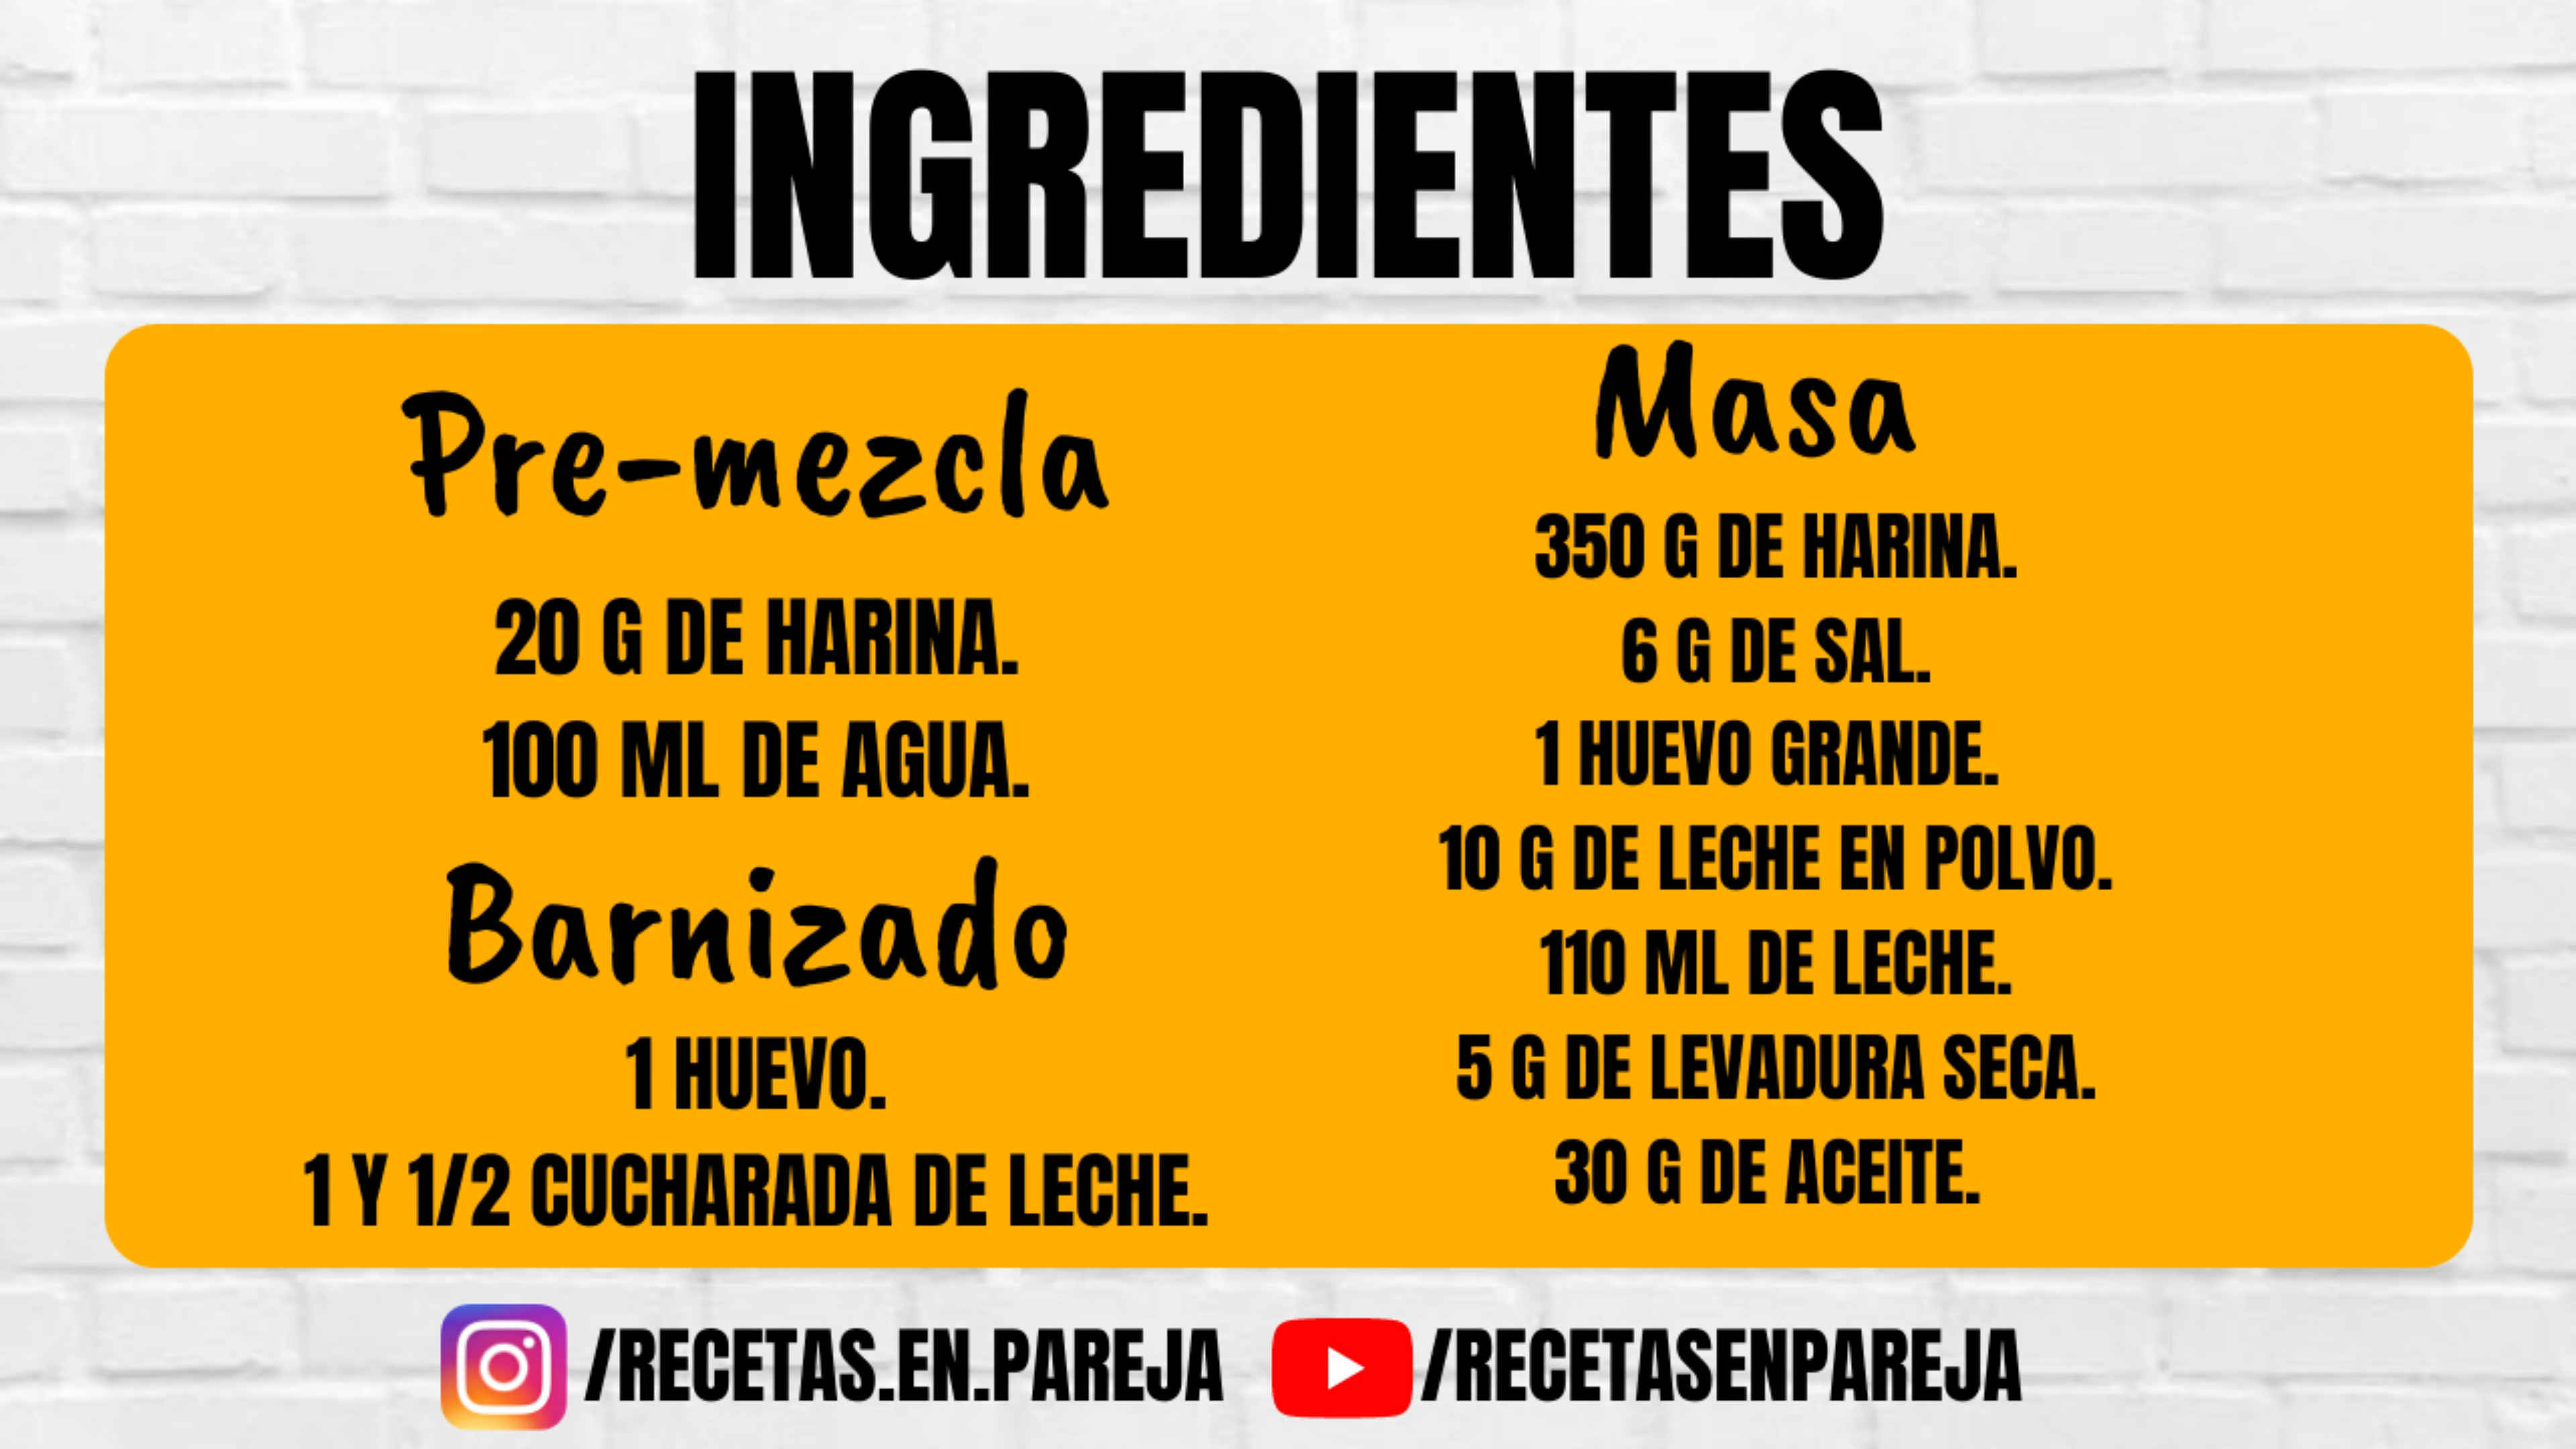 INGREDIENTES
Pre-mezcla
20 G DE HARINA.
100 ML DE AGUA.
Barnizado
1 HUEVO.
1 Y 1/2 CUCHARADA DE LECHE.
Masa
350 G DE HARINA.
6 G DE SAL.
1 HUEVO GRANDE.
10 G DE LECHE EN POLVO.
110 ML DE LECHE.
5 G DE LEVADURA SECA.
30 G DE ACEITE.
/RECETAS.EN.PAREJA
/RECETASENPAREJA